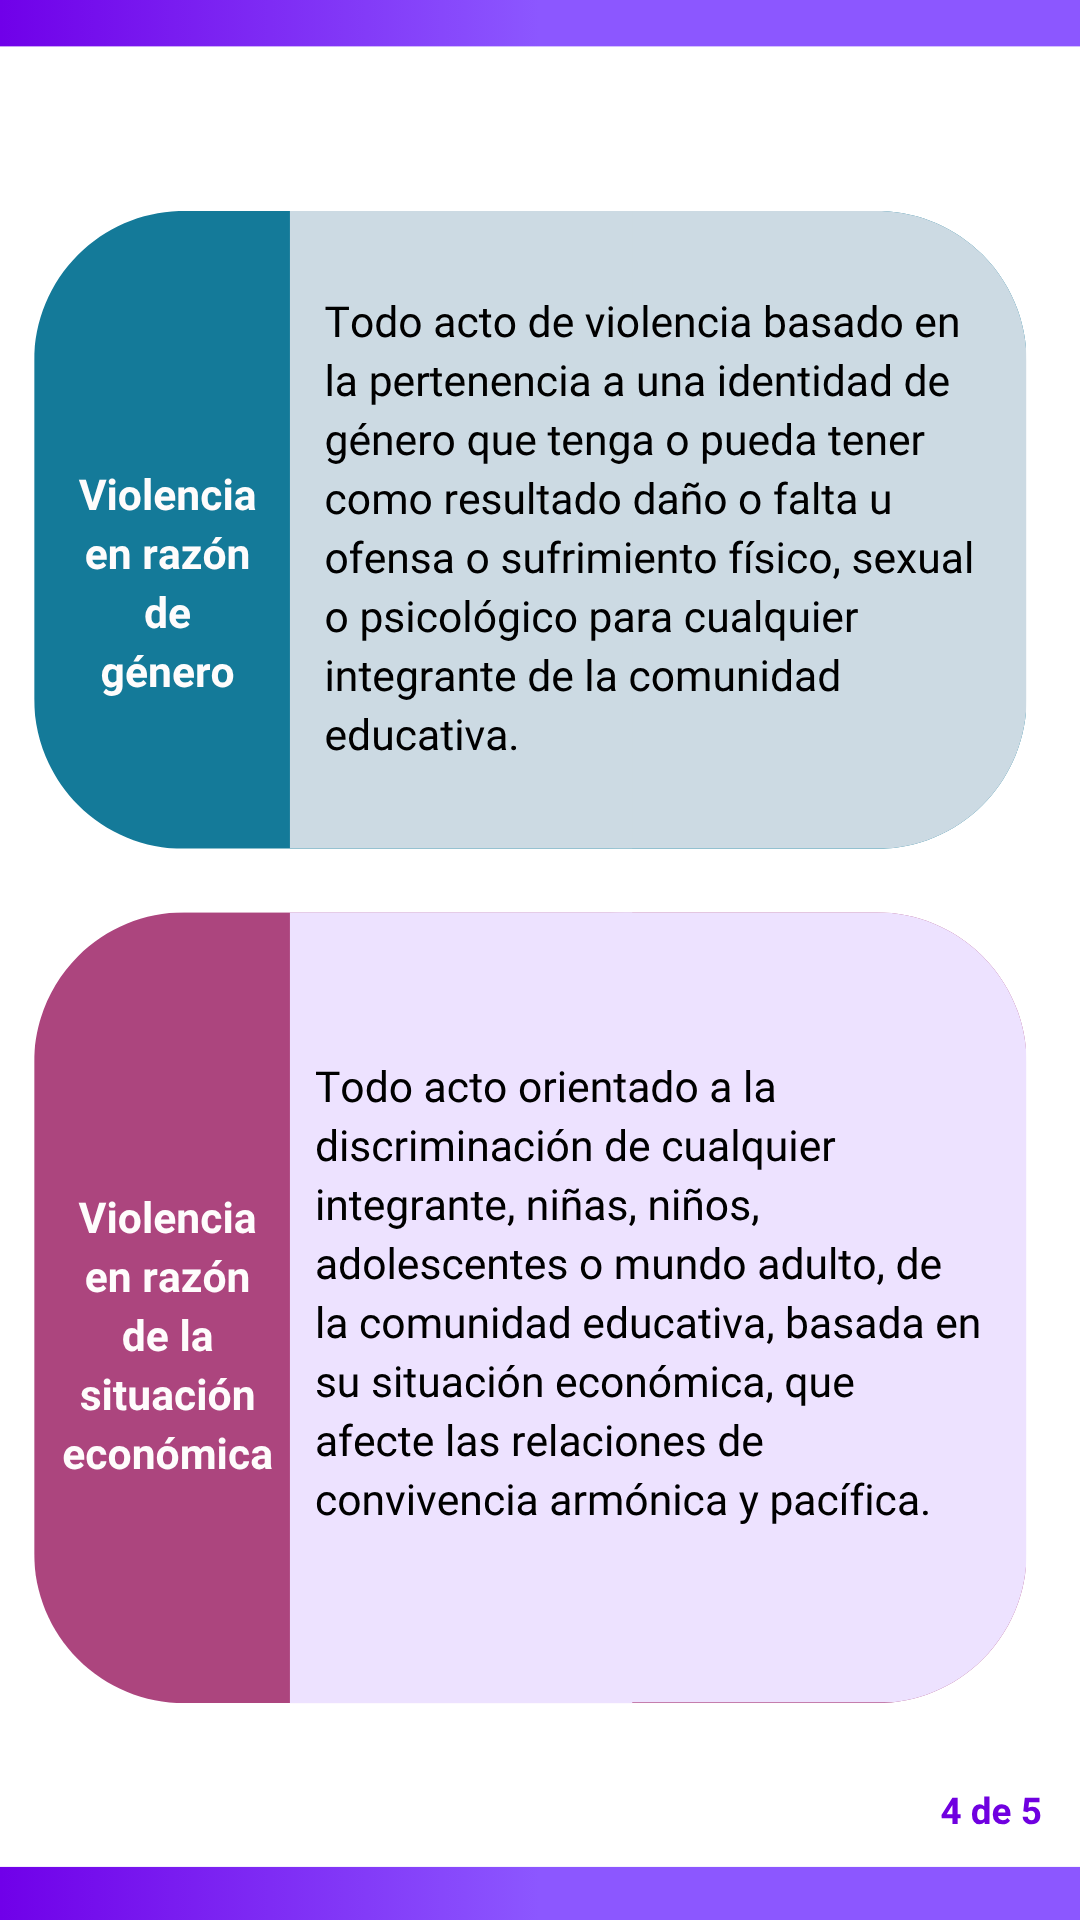 Violencia
en razón
de
género
Todo acto de violencia basado en
la pertenencia a una identidad de
género que tenga o pueda tener
como resultado daño o falta u
ofensa o sufrimiento físico, sexual
o psicológico para cualquier
integrante de la comunidad
educativa.
Violencia
en razón
de la
situación
económica
Todo acto orientado a la
discriminación de cualquier
integrante, niñas, niños,
adolescentes o mundo adulto, de
la comunidad educativa, basada en
su situación económica, que
afecte las relaciones de
convivencia armónica y pacífica.
4 de 5